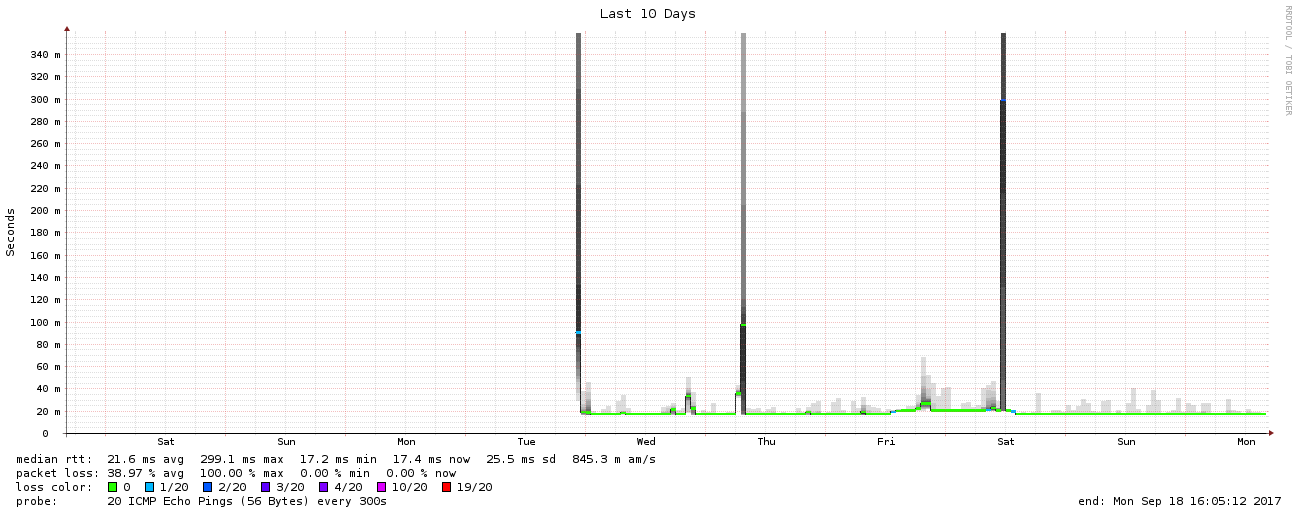 Last 10 Days
RRDTOOL / TOBI OETIKER
Seconds
340 m
320 m
300 m
280 m
260 m
240 m
220 m
200 m
180 m
160 m
140 m
120 m
100 m
80 m
60 m
40 m
20 m
0
Sat Sun Mon Tue Wed Thu Fri Sat Sun Mon
median rtt: 21.6 ms avg 299.1 ms max 17.2 ms min 17.4 ms now 25.5 ms sd 845.3 m am/s
packet loss: 38.97 % avg 100.00 % max 0.00 % min 0.00 % now
loss color: 0 1/20 2/20 3/20 4/20 10/20 19/20
probe: 20 ICMP Echo Pings (56 Bytes) every 300s end: Mon Sep 18 16:05:12 2017